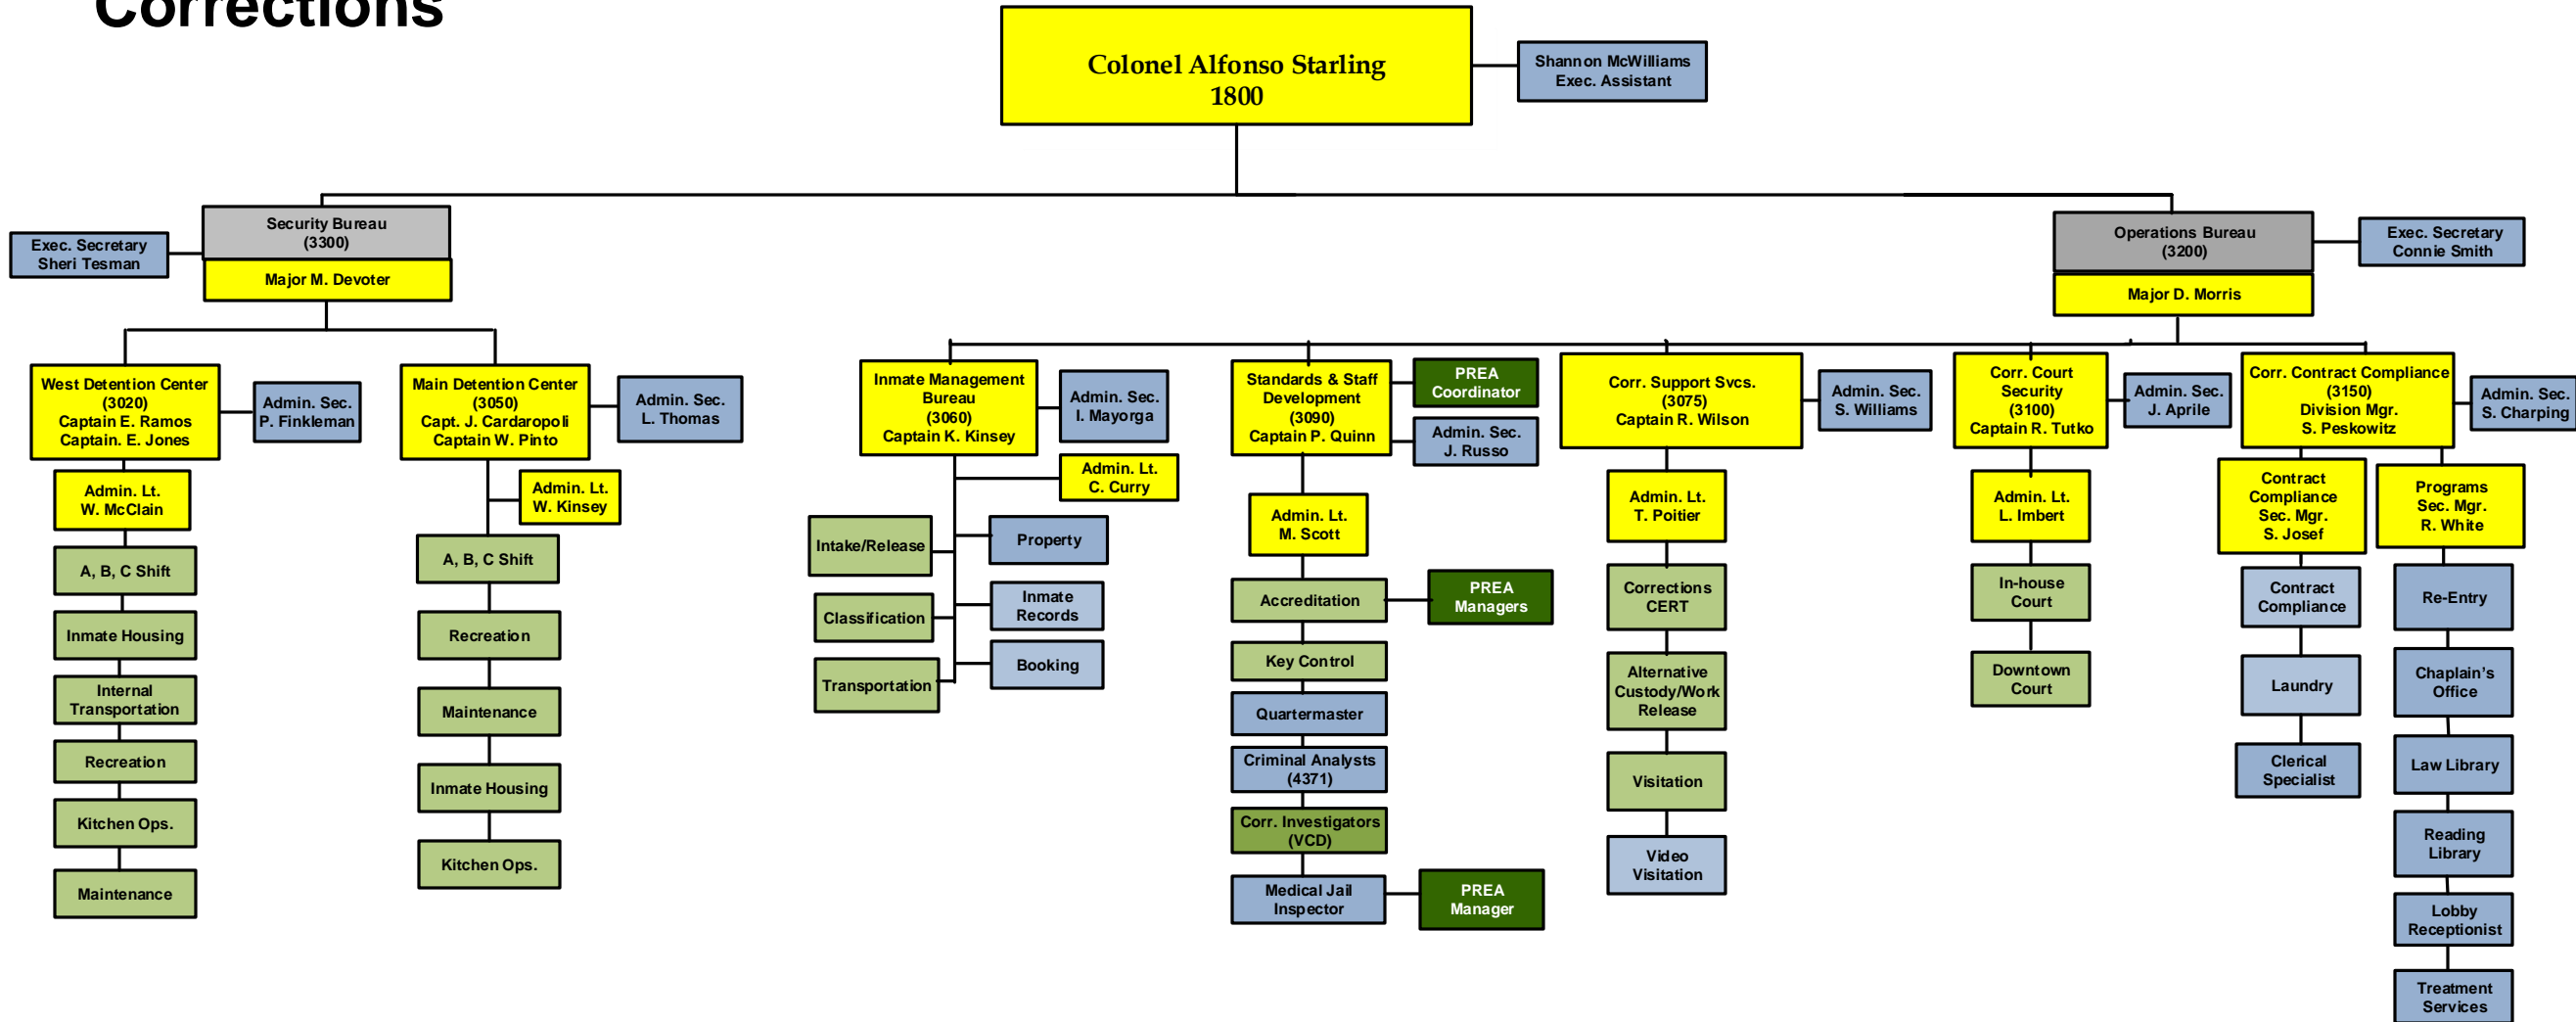 Corrections
Colonel Alfonso Starling
1800
Shannon McWilliams
Exec. Assistant
Exec. Secretary
Sheri Tesman
Security Bureau
(3300)
Major M. Devoter
Operations Bureau
(3200)
Major D. Morris
Exec. Secretary
Connie Smith
West Detention Center
(3020)
Captain E. Ramos
Captain. E. Jones
Admin. Sec.
P. Finkleman
Admin. Lt.
W. McClain
A, B, C Shift
Inmate Housing
Internal
Transportation
Recreation
Kitchen Ops.
Maintenance
Main Detention Center
(3050)
Capt. J. Cardaropoli
Captain W. Pinto
Admin. Sec.
L. Thomas
Admin. Lt.
W. Kinsey
A, B, C Shift
Recreation
Maintenance
Inmate Housing
Kitchen Ops.
Inmate Management
Bureau
(3060)
Captain K. Kinsey
Admin. Sec.
I. Mayorga
Admin. Lt.
C. Curry
Intake/Release
Property
Classification
Inmate
Records
Transportation
Booking
Standards & Staff
Development
(3090)
Captain P. Quinn
PREA
Coordinator
Admin. Sec.
J. Russo
Admin. Lt.
M. Scott
Accreditation
PREA
Managers
Key Control
Quartermaster
Criminal Analysts
(4371)
Corr. Investigators
(VCD)
Medical Jail
Inspector
PREA
Manager
Corr. Support Svcs.
(3075)
Captain R. Wilson
Admin. Sec.
S. Williams
Admin. Lt.
T. Poitier
Corrections
CERT
Alternative
Custody/Work
Release
Visitation
Video
Visitation
Corr. Court
Security
(3100)
Captain R. Tutko
Admin. Sec.
J. Aprile
Admin. Lt.
L. Imbert
In-house
Court
Downtown
Court
Corr. Contract Compliance
(3150)
Division Mgr.
S. Peskowitz
Admin. Sec.
S. Charping
Contract
Compliance
Sec. Mgr.
S. Josef
Contract
Compliance
Laundry
Clerical
Specialist
Programs
Sec. Mgr.
R. White
Re-Entry
Chaplain's
Office
Law Library
Reading
Library
Lobby
Receptionist
Treatment
Services